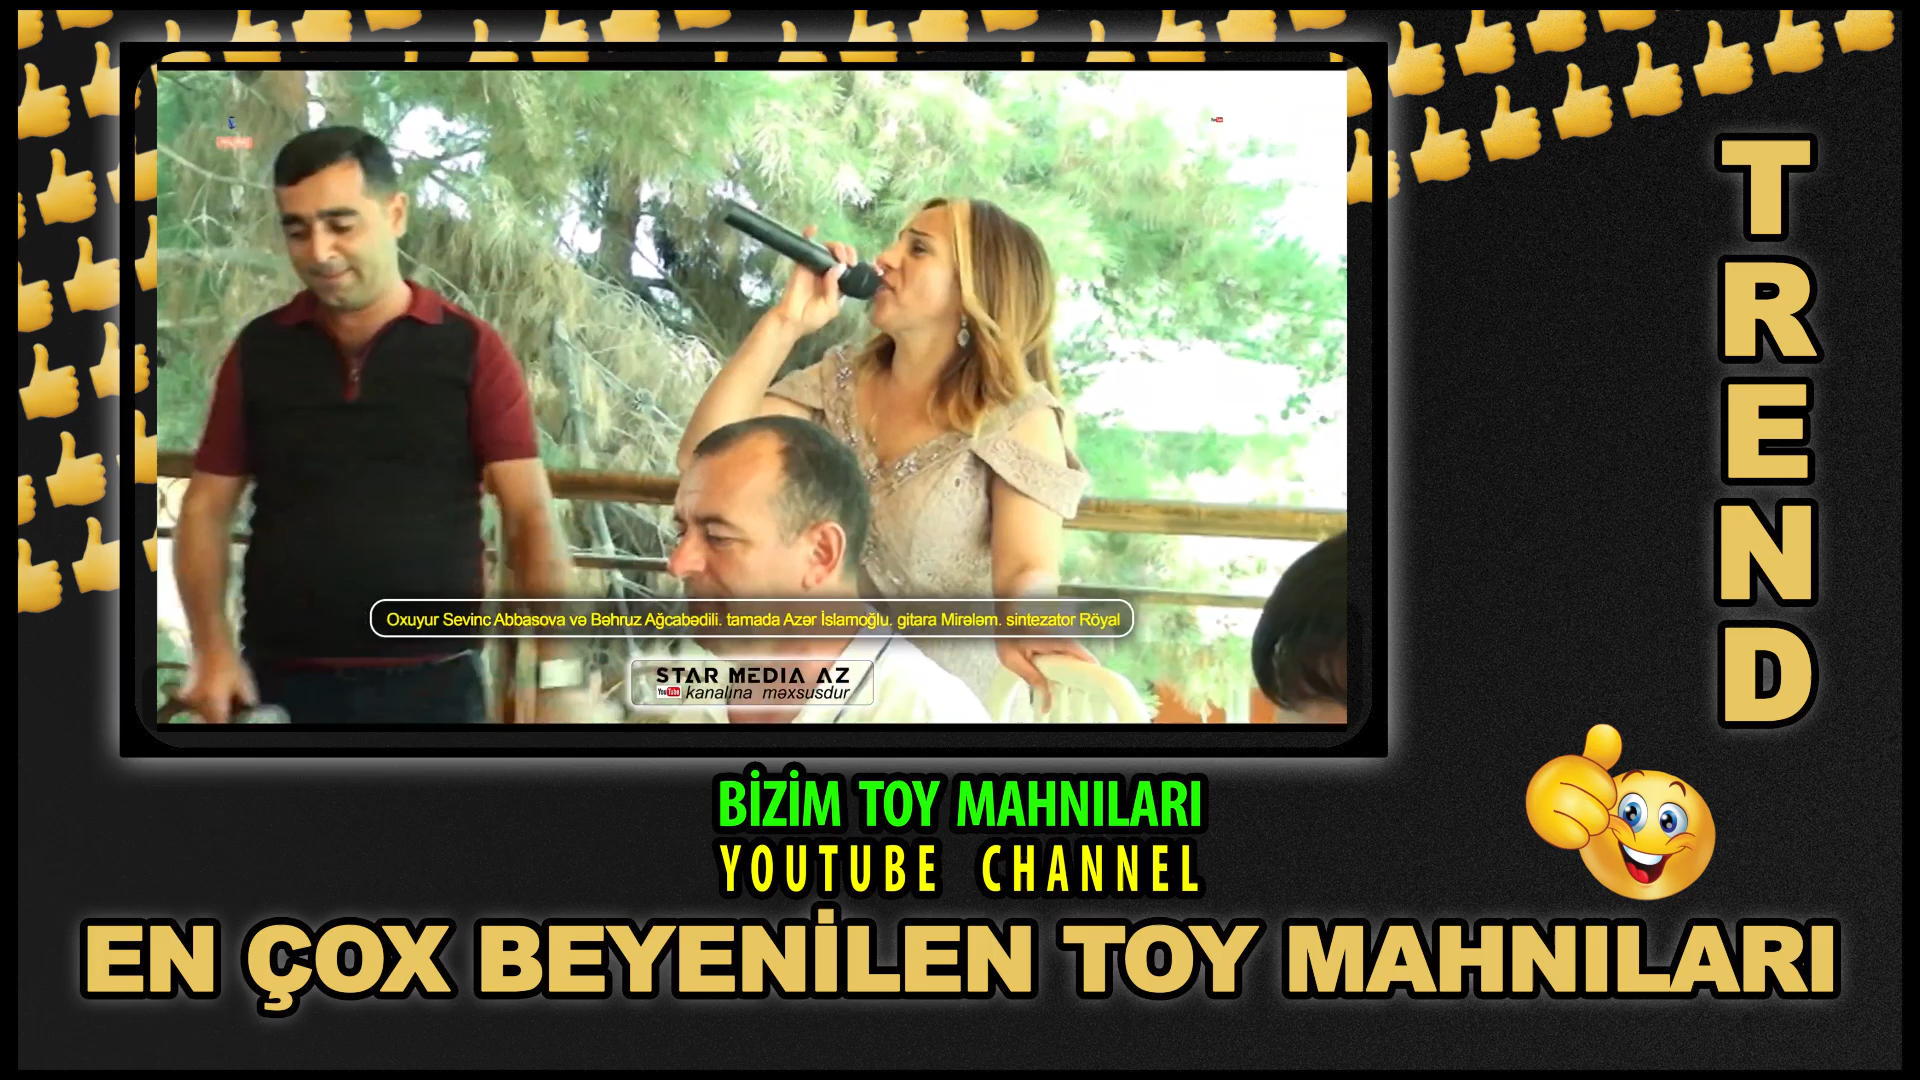 TREND
Oxuyur Sevinc Abbasova və Bəhruz Ağcabədili. tamada Azər İslamoğlu. gitara Mirələm. sintezator Röyal
STAR MEDIA AZ
YouTube kanalına məxsusdur
BİZİM TOY MAHNILARI
YOUTUBE CHANNEL
EN ÇOX BEYENİLEN TOY MAHNILARI